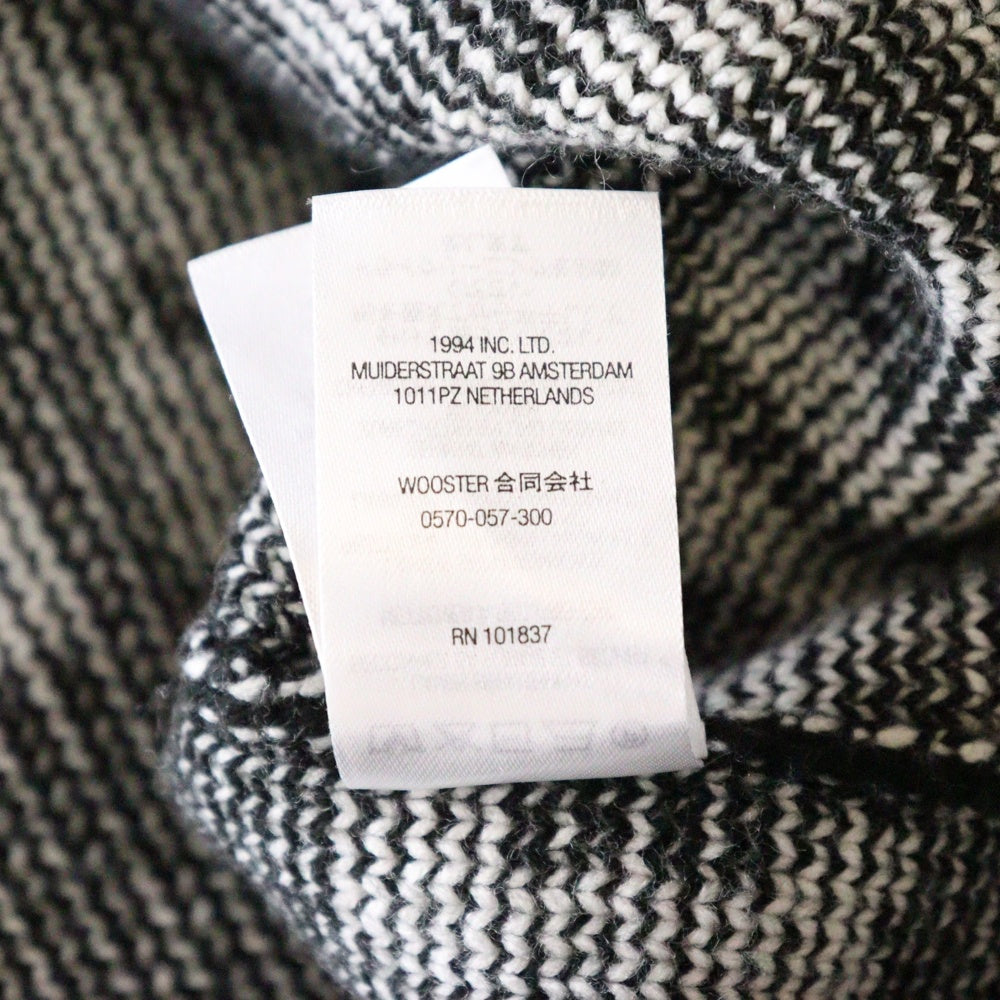 1994 INC. LTD.
MUIDERSTRAAT 9B AMSTERDAM
1011PZ NETHERLANDS
WOOSTER 合同会社
0570-057-300
RN 101837